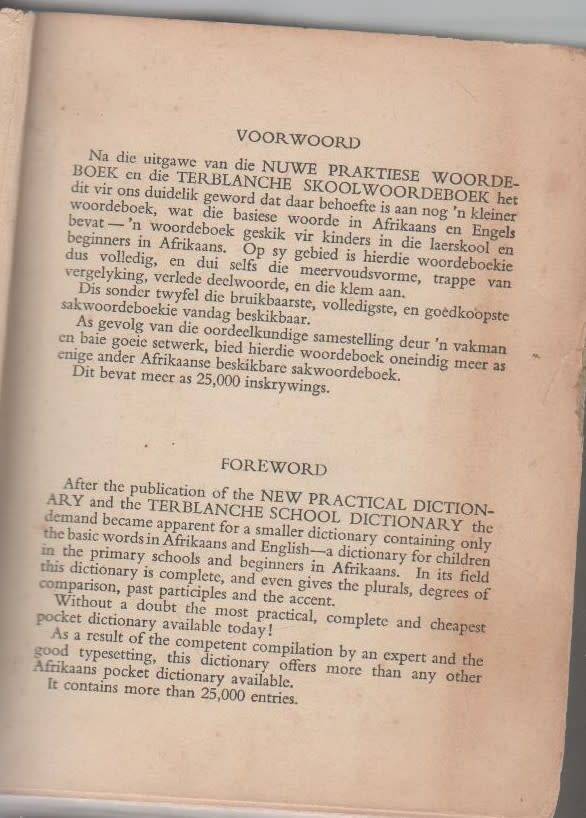 VOORWOORD
Na die uitgawe van die NUWE PRAKTIESE WOORDE-
BOEK en die TERBLANCHE SKOOLWOORDEBOEK het
dit vir ons duidelik geword dat daar behoefte is aan nog 'n kleiner
woordeboek, wat die basiese woorde in Afrikaans en Engels
bevat — 'n woordeboek geskik vir kinders in die laerskool en
beginners in Afrikaans. Op sy gebied is hierdie woordeboekie
dus volledig, en dui selfs die meervoudsvorme, trappe van
vergelyking, verlede deelwoorde, en die klem aan.
Dis sonder twyfel die bruikbaarste, volledigste, en goedkoopste
sakwoordeboekie vandag beskikbaar.
As gevolg van die oordeelkundige samestelling deur 'n vakman
en baie goeie setwerk, bied hierdie woordeboek oneindig meer as
enige ander Afrikaanse beskikbare sakwoordeboek.
Dit bevat meer as 25,000 inskrywings.
FOREWORD
After the publication of the NEW PRACTICAL DICTION-
ARY and the TERBLANCHE SCHOOL DICTIONARY the
demand became apparent for a smaller dictionary containing only
the basic words in Afrikaans and English—a dictionary for children
in the primary schools and beginners in Afrikaans. In its field
this dictionary is complete, and even gives the plurals, degrees of
comparison, past participles and the accent.
Without a doubt the most practical, complete and cheapest
pocket dictionary available today!
As a result of the competent compilation by an expert and the
good typesetting, this dictionary offers more than any other
Afrikaans pocket dictionary available.
It contains more than 25,000 entries.